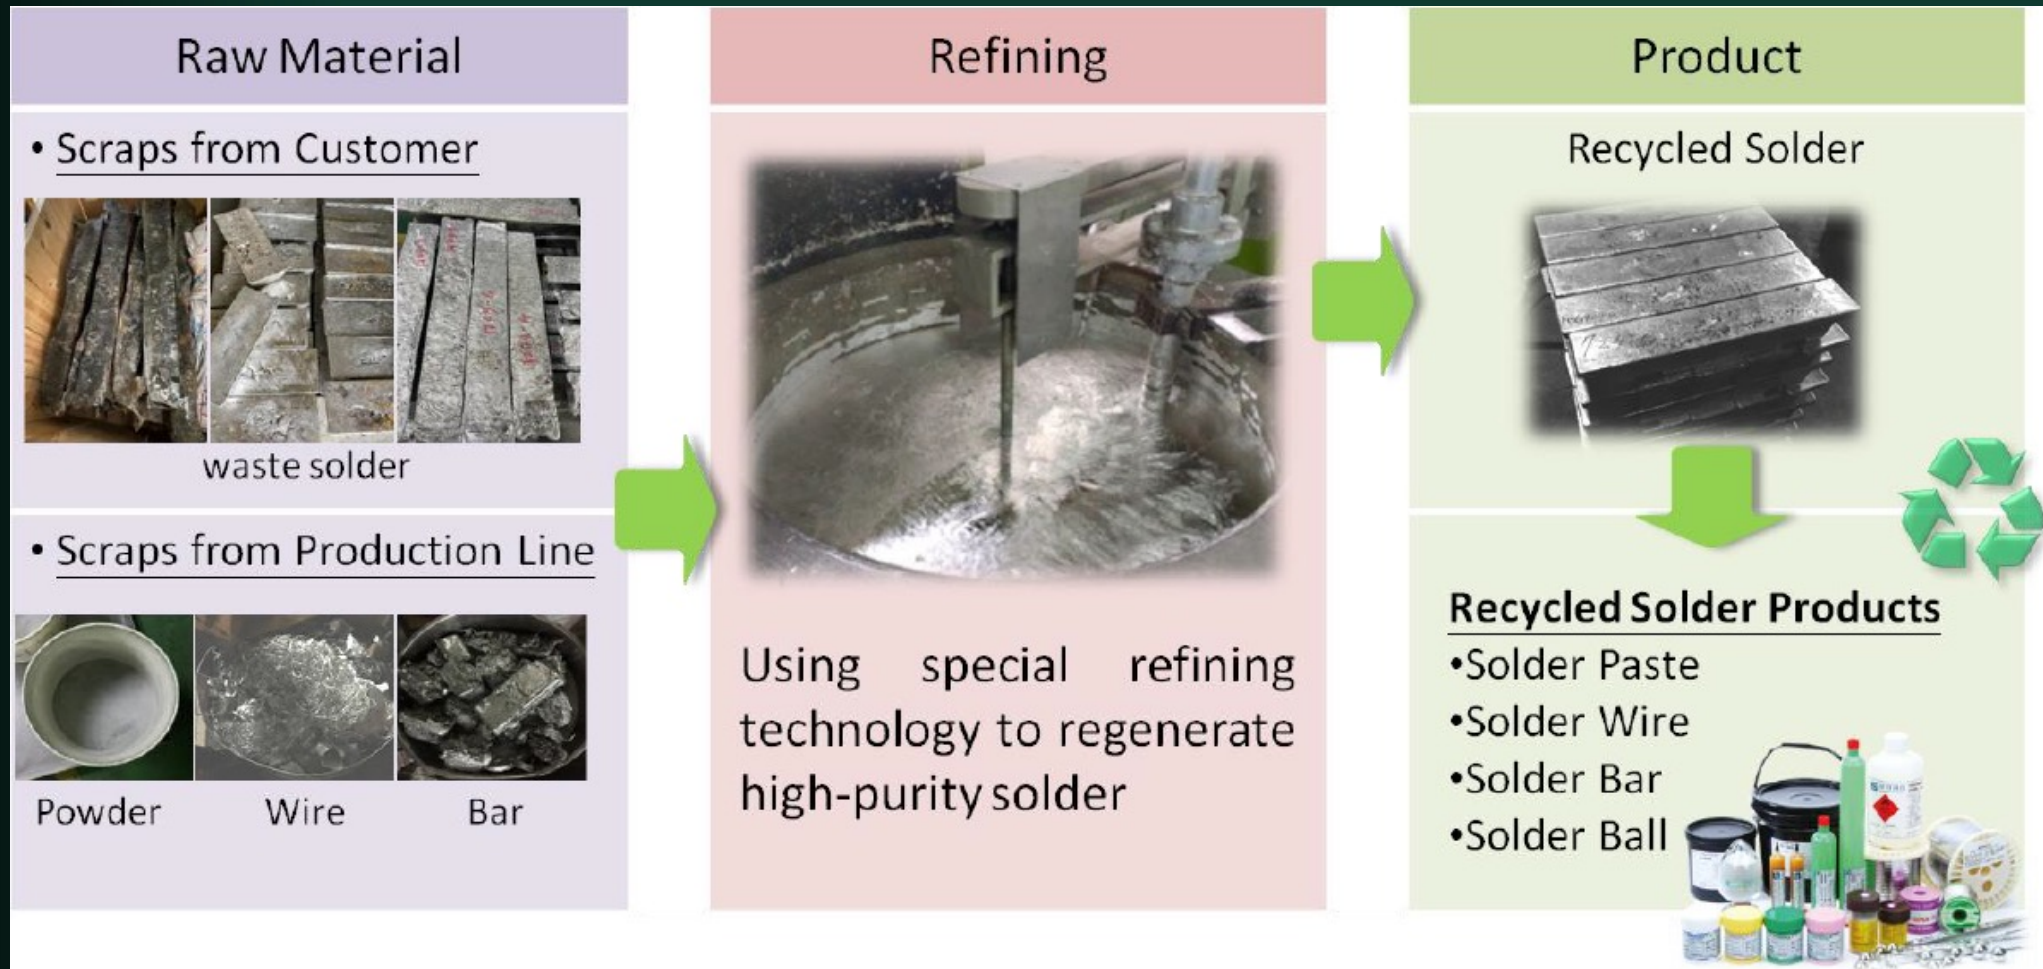 Raw Material
• Scraps from Customer
waste solder
• Scraps from Production Line
Powder
Wire
Bar
Refining
Using special refining
technology to regenerate
high-purity solder
Product
Recycled Solder
Recycled Solder Products
•Solder Paste
•Solder Wire
•Solder Bar
•Solder Ball